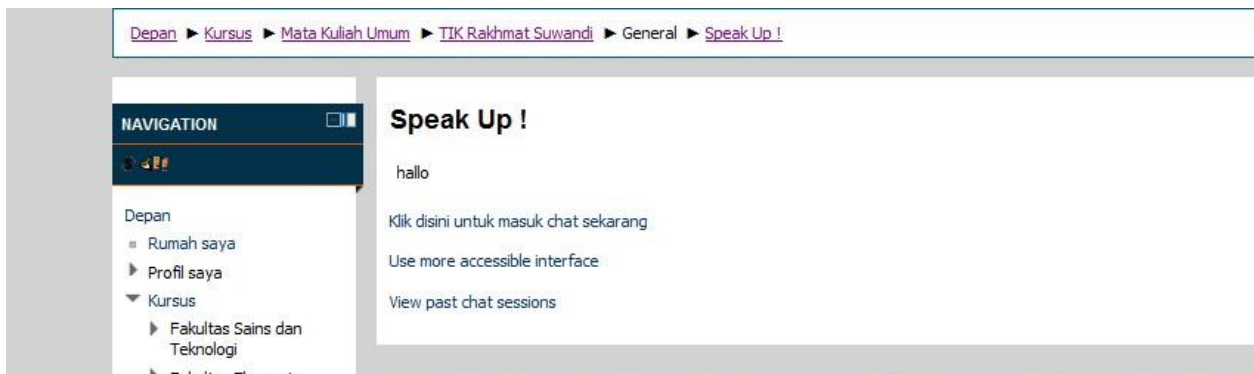 Depan ► Kursus ► Mata Kuliah Umum ► TIK Rakhmat Suwandi ► General ► Speak Up !
NAVIGATION
Depan
Rumah saya
Profil saya
Kursus
Fakultas Sains dan
Teknologi
Speak Up !
hallo
Klik disini untuk masuk chat sekarang
Use more accessible interface
View past chat sessions